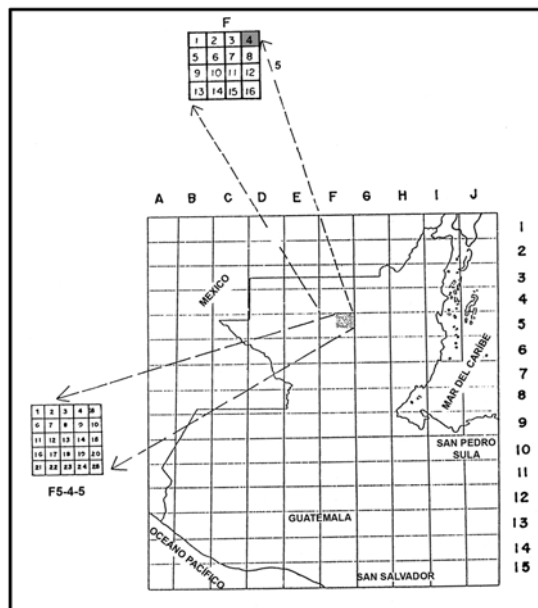 F
1 2 3 4
5 6 7 8
9 10 11 12
13 14 15 16
5
A B C D E F G H I J
1
2
3
4
5
6
7
8
9
10
11
12
13
14
15
MEXICO
MAR DEL CARIBE
1 2 3 4 5
6 7 8 9 10
11 12 13 14 15
16 17 18 19 20
21 22 23 24 25
F5-4-5
SAN PEDRO
SULA
GUATEMALA
OCEANO PACÍFICO
SAN SALVADOR